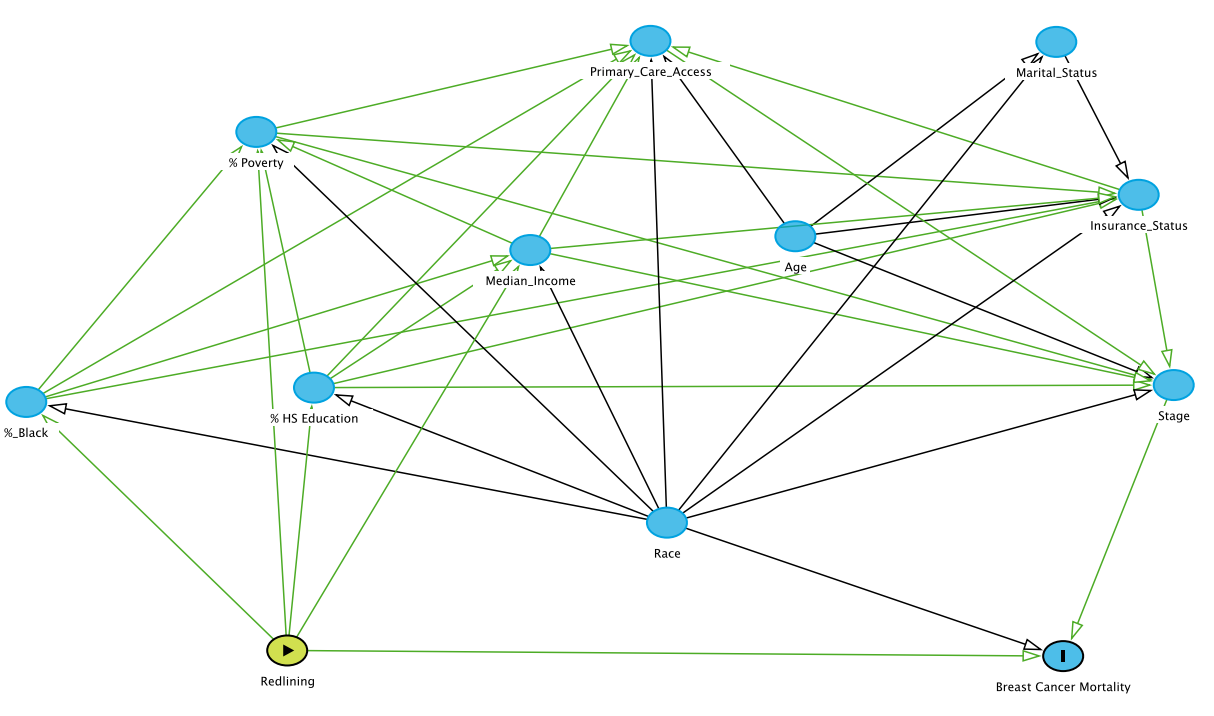 Primary_Care_Access
Marital_Status
% Poverty
Insurance_Status
Age
Median_Income
% HS Education
%_Black
Stage
Race
Redlining
Breast Cancer Mortality